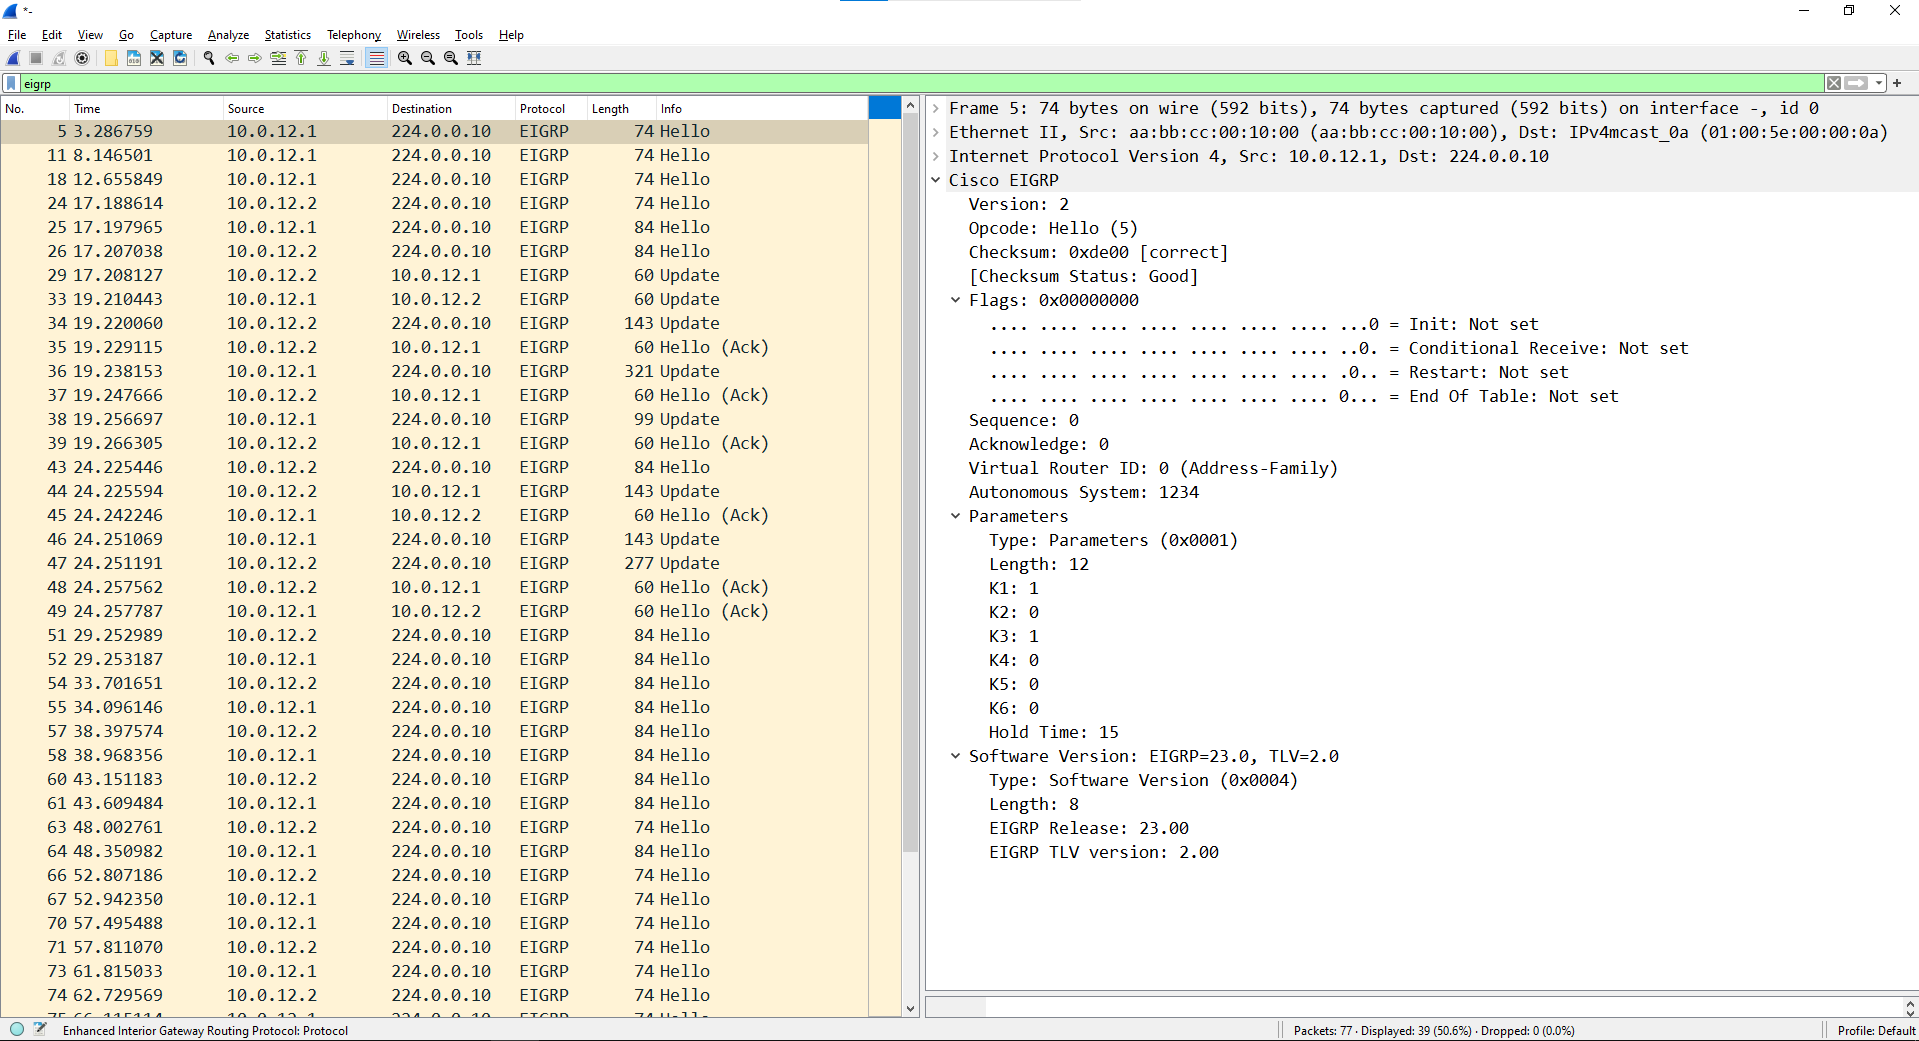 *-
File Edit View Go Capture Analyze Statistics Telephony Wireless Tools Help
eigrp
No. Time Source Destination Protocol Length Info
5 3.286759 10.0.12.1 224.0.0.10 EIGRP 74 Hello
11 8.146501 10.0.12.1 224.0.0.10 EIGRP 74 Hello
18 12.655849 10.0.12.1 224.0.0.10 EIGRP 74 Hello
24 17.188614 10.0.12.2 224.0.0.10 EIGRP 74 Hello
25 17.197965 10.0.12.1 224.0.0.10 EIGRP 84 Hello
26 17.207038 10.0.12.2 224.0.0.10 EIGRP 84 Hello
29 17.208127 10.0.12.2 10.0.12.1 EIGRP 60 Update
33 19.210443 10.0.12.1 10.0.12.2 EIGRP 60 Update
34 19.220060 10.0.12.2 224.0.0.10 EIGRP 143 Update
35 19.229115 10.0.12.2 10.0.12.1 EIGRP 60 Hello (Ack)
36 19.238153 10.0.12.1 224.0.0.10 EIGRP 321 Update
37 19.247666 10.0.12.2 10.0.12.1 EIGRP 60 Hello (Ack)
38 19.256697 10.0.12.1 224.0.0.10 EIGRP 99 Update
39 19.266305 10.0.12.2 10.0.12.1 EIGRP 60 Hello (Ack)
43 24.225446 10.0.12.2 224.0.0.10 EIGRP 84 Hello
44 24.225594 10.0.12.2 10.0.12.1 EIGRP 143 Update
45 24.242246 10.0.12.1 10.0.12.2 EIGRP 60 Hello (Ack)
46 24.251069 10.0.12.1 224.0.0.10 EIGRP 143 Update
47 24.251191 10.0.12.2 224.0.0.10 EIGRP 277 Update
48 24.257562 10.0.12.2 10.0.12.1 EIGRP 60 Hello (Ack)
49 24.257787 10.0.12.1 10.0.12.2 EIGRP 60 Hello (Ack)
51 29.252989 10.0.12.2 224.0.0.10 EIGRP 84 Hello
52 29.253187 10.0.12.1 224.0.0.10 EIGRP 84 Hello
54 33.701651 10.0.12.2 224.0.0.10 EIGRP 84 Hello
55 34.096146 10.0.12.1 224.0.0.10 EIGRP 84 Hello
57 38.397574 10.0.12.2 224.0.0.10 EIGRP 84 Hello
58 38.968356 10.0.12.1 224.0.0.10 EIGRP 84 Hello
60 43.151183 10.0.12.2 224.0.0.10 EIGRP 84 Hello
61 43.609484 10.0.12.1 224.0.0.10 EIGRP 84 Hello
63 48.002761 10.0.12.2 224.0.0.10 EIGRP 74 Hello
64 48.350982 10.0.12.1 224.0.0.10 EIGRP 84 Hello
66 52.807186 10.0.12.2 224.0.0.10 EIGRP 74 Hello
67 52.942350 10.0.12.1 224.0.0.10 EIGRP 74 Hello
70 57.495488 10.0.12.1 224.0.0.10 EIGRP 74 Hello
71 57.811070 10.0.12.2 224.0.0.10 EIGRP 74 Hello
73 61.815033 10.0.12.1 224.0.0.10 EIGRP 74 Hello
74 62.729569 10.0.12.2 224.0.0.10 EIGRP 74 Hello
Frame 5: 74 bytes on wire (592 bits), 74 bytes captured (592 bits) on interface -, id 0
Ethernet II, Src: aa:bb:cc:00:10:00 (aa:bb:cc:00:10:00), Dst: IPv4mcast_0a (01:00:5e:00:00:0a)
Internet Protocol Version 4, Src: 10.0.12.1, Dst: 224.0.0.10
Cisco EIGRP
Version: 2
Opcode: Hello (5)
Checksum: 0xde00 [correct]
[Checksum Status: Good]
Flags: 0x00000000
.... .... .... .... .... .... .... ...0 = Init: Not set
.... .... .... .... .... .... .... ..0. = Conditional Receive: Not set
.... .... .... .... .... .... .... .0.. = Restart: Not set
.... .... .... .... .... .... .... 0... = End Of Table: Not set
Sequence: 0
Acknowledge: 0
Virtual Router ID: 0 (Address-Family)
Autonomous System: 1234
Parameters
Type: Parameters (0x0001)
Length: 12
K1: 1
K2: 0
K3: 1
K4: 0
K5: 0
K6: 0
Hold Time: 15
Software Version: EIGRP=23.0, TLV=2.0
Type: Software Version (0x0004)
Length: 8
EIGRP Release: 23.00
EIGRP TLV version: 2.00
Enhanced Interior Gateway Routing Protocol: Protocol
Packets: 77 · Displayed: 39 (50.6%) · Dropped: 0 (0.0%)
Profile: Default